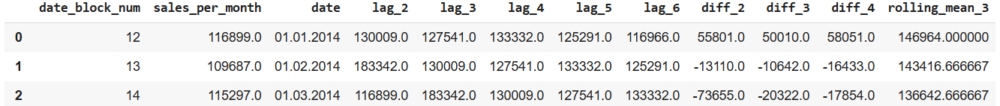 date_block_num sales_per_month date lag_2 lag_3 lag_4 lag_5 lag_6 diff_2 diff_3 diff_4 rolling_mean_3
0 12 116899.0 01.01.2014 130009.0 127541.0 133332.0 125291.0 116966.0 55801.0 50010.0 58051.0 146964.000000
1 13 109687.0 01.02.2014 183342.0 130009.0 127541.0 133332.0 125291.0 -13110.0 -10642.0 -16433.0 143416.666667
2 14 115297.0 01.03.2014 116899.0 183342.0 130009.0 127541.0 133332.0 -73655.0 -20322.0 -17854.0 136642.666667